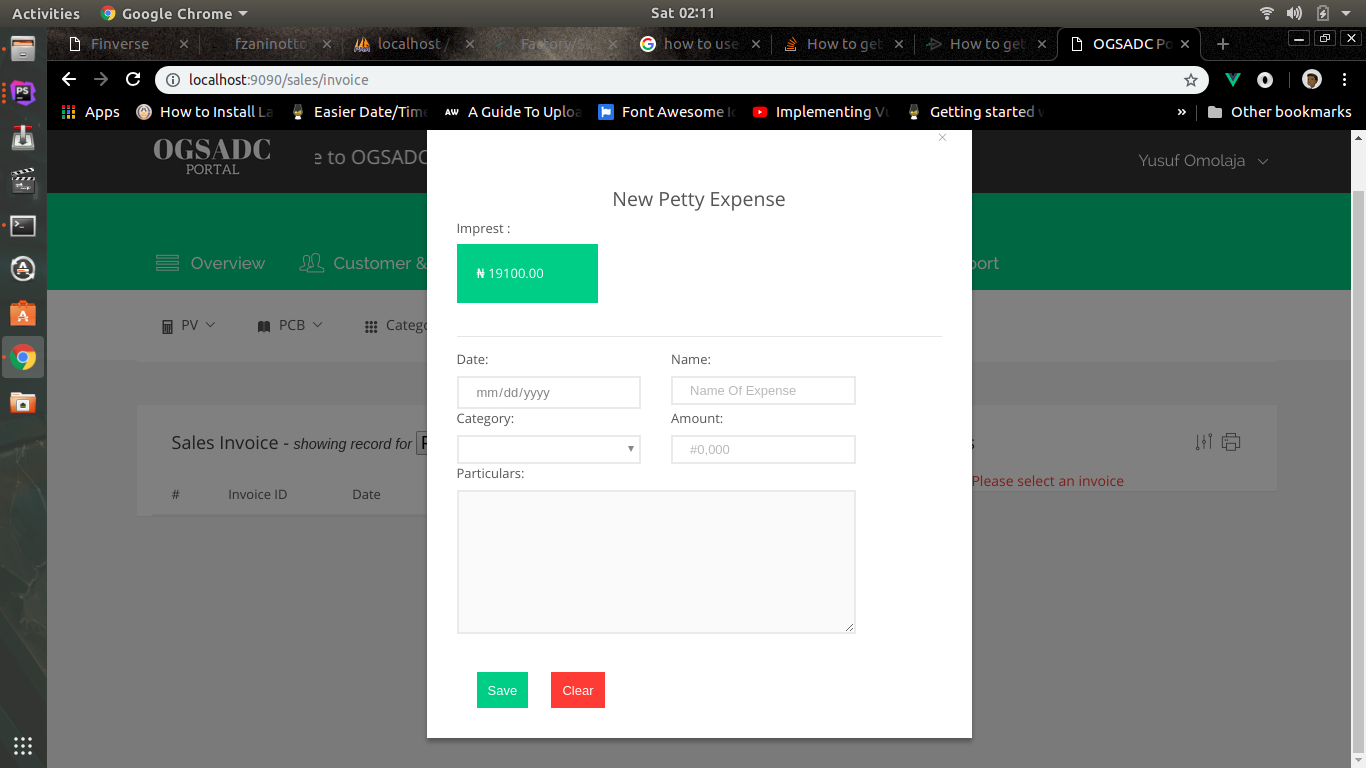 Activities Google Chrome Sat 02:11
Finverse fzaninotto localhost / Factory/S how to use How to get How to get OGSADC Po
localhost:9090/sales/invoice
Apps How to Install La Easier Date/Time AW A Guide To Uploa Font Awesome Ic Implementing Vu Getting started w » Other bookmarks
OGSADC
PORTAL
e to OGSADC
Yusuf Omolaja
New Petty Expense
Imprest :
₦ 19100.00
Overview Customer & port
PV PCB Catego
Date: Name:
mm/dd/yyyy Name Of Expense
Category: Amount:
#0,000
Sales Invoice - showing record for
Particulars:
Please select an invoice
# Invoice ID Date
Save Clear